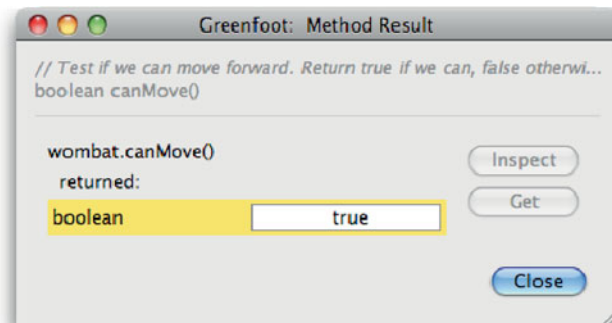 Greenfoot: Method Result
// Test if we can move forward. Return true if we can, false otherwi...
boolean canMove()
wombat.canMove()
returned:
Inspect
Get
boolean true
Close